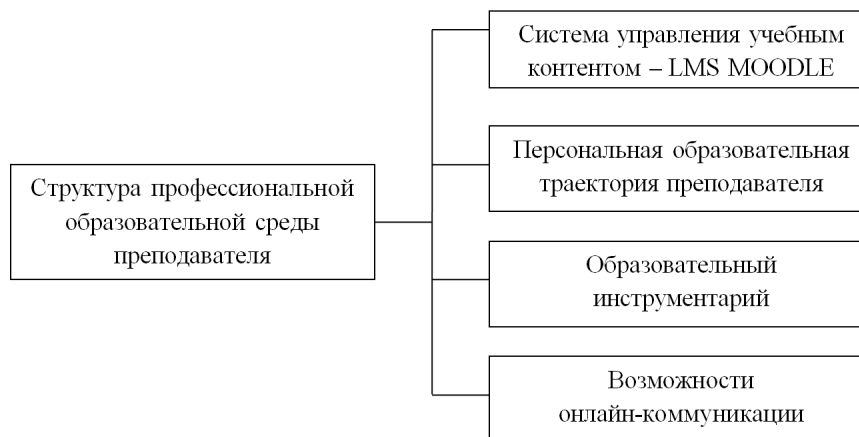 Структура профессиональной
образовательной среды
преподавателя
Система управления учебным
контентом – LMS MOODLE
Персональная образовательная
траектория преподавателя
Образовательный
инструментарий
Возможности
онлайн-коммуникации